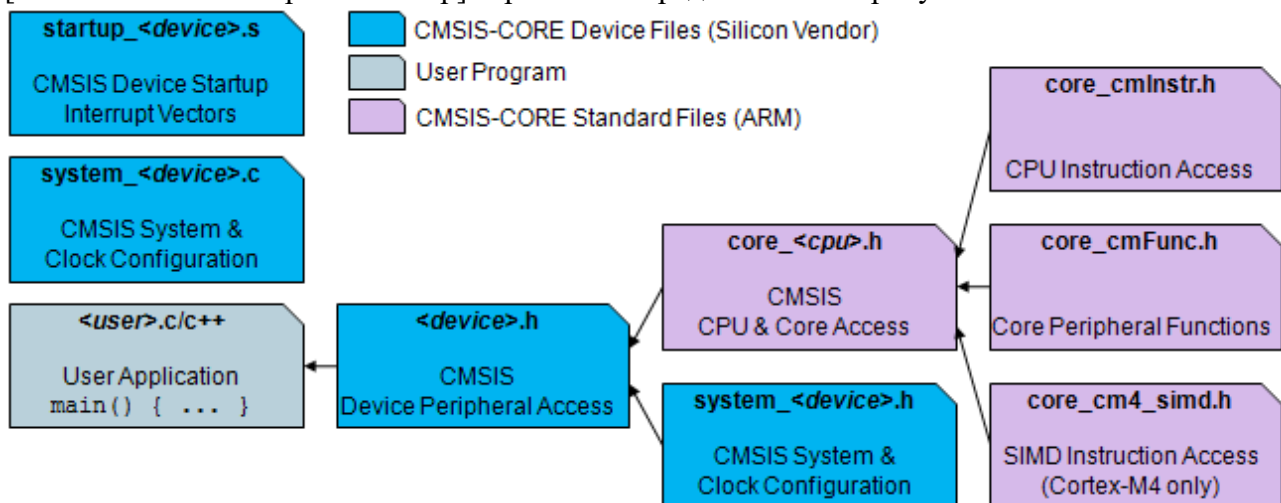 startup_<device>.s
CMSIS Device Startup
Interrupt Vectors
CMSIS-CORE Device Files (Silicon Vendor)
User Program
CMSIS-CORE Standard Files (ARM)
core_cmInstr.h
CPU Instruction Access
system_<device>.c
CMSIS System &
Clock Configuration
core_<cpu>.h
CMSIS
CPU & Core Access
core_cmFunc.h
Core Peripheral Functions
<user>.c/c++
User Application
main() { ... }
<device>.h
CMSIS
Device Peripheral Access
system_<device>.h
CMSIS System &
Clock Configuration
core_cm4_simd.h
SIMD Instruction Access
(Cortex-M4 only)